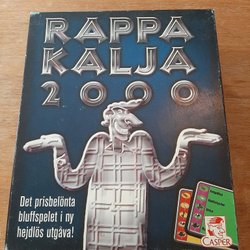 RAPPA
KALJA
2000
Det prisbelönta
bluffspelet i ny
hejdlös utgåva!
CASPER